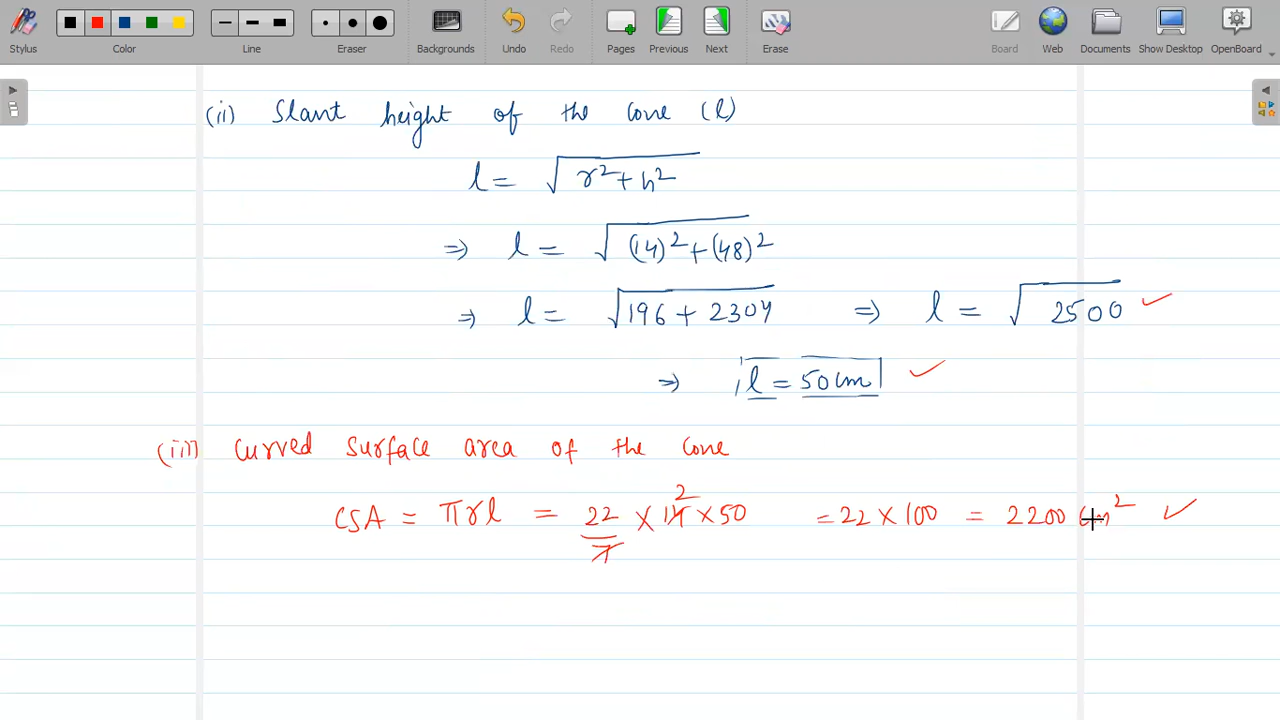 Stylus Color Line Eraser Backgrounds Undo Redo Pages Previous Next Erase Board Web Documents Show Desktop OpenBoard
(ii) Slant height of the cone (l)
l = √r²+h²
⇒ l = √(14)²+(48)²
⇒ l = √196 + 2304 ⇒ l = √2500 ✓
⇒ l = 50cm ✓
(iii) Curved surface area of the cone
CSA = πrl = 22/7 × 14 2 × 50 = 22 × 100 = 2200 cm² ✓